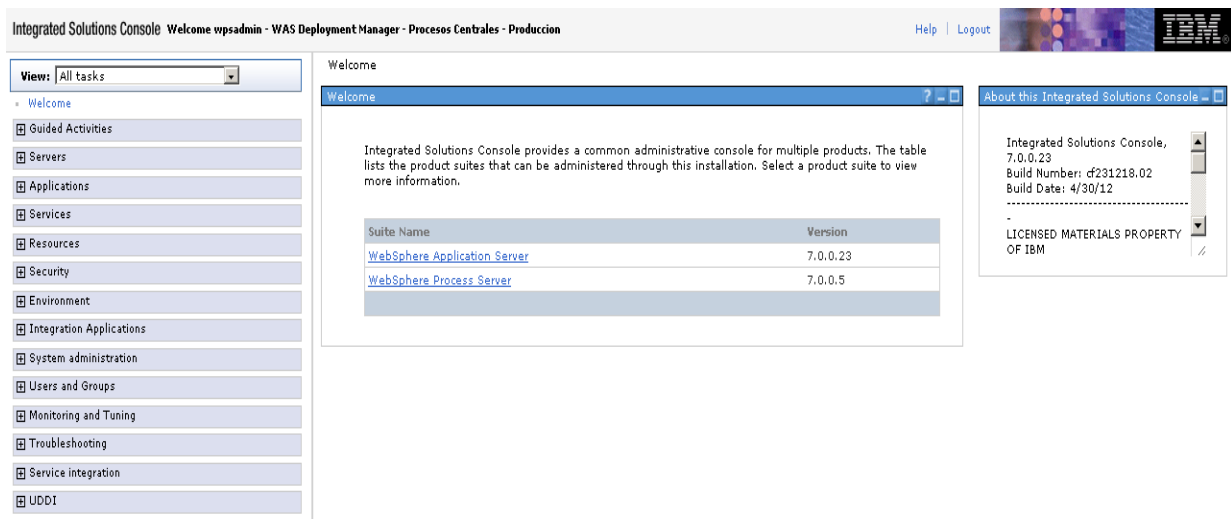 Integrated Solutions Console Welcome wpsadmin - WAS Deployment Manager - Procesos Centrales - Produccion
Help | Logout
IBM®
View: All tasks
Welcome
Guided Activities
Servers
Applications
Services
Resources
Security
Environment
Integration Applications
System administration
Users and Groups
Monitoring and Tuning
Troubleshooting
Service integration
UDDI
Welcome
Welcome
Integrated Solutions Console provides a common administrative console for multiple products. The table
lists the product suites that can be administered through this installation. Select a product suite to view
more information.
Suite Name Version
WebSphere Application Server 7.0.0.23
WebSphere Process Server 7.0.0.5
About this Integrated Solutions Console
Integrated Solutions Console,
7.0.0.23
Build Number: cf231218.02
Build Date: 4/30/12
-------------------------------------
-
LICENSED MATERIALS PROPERTY
OF IBM